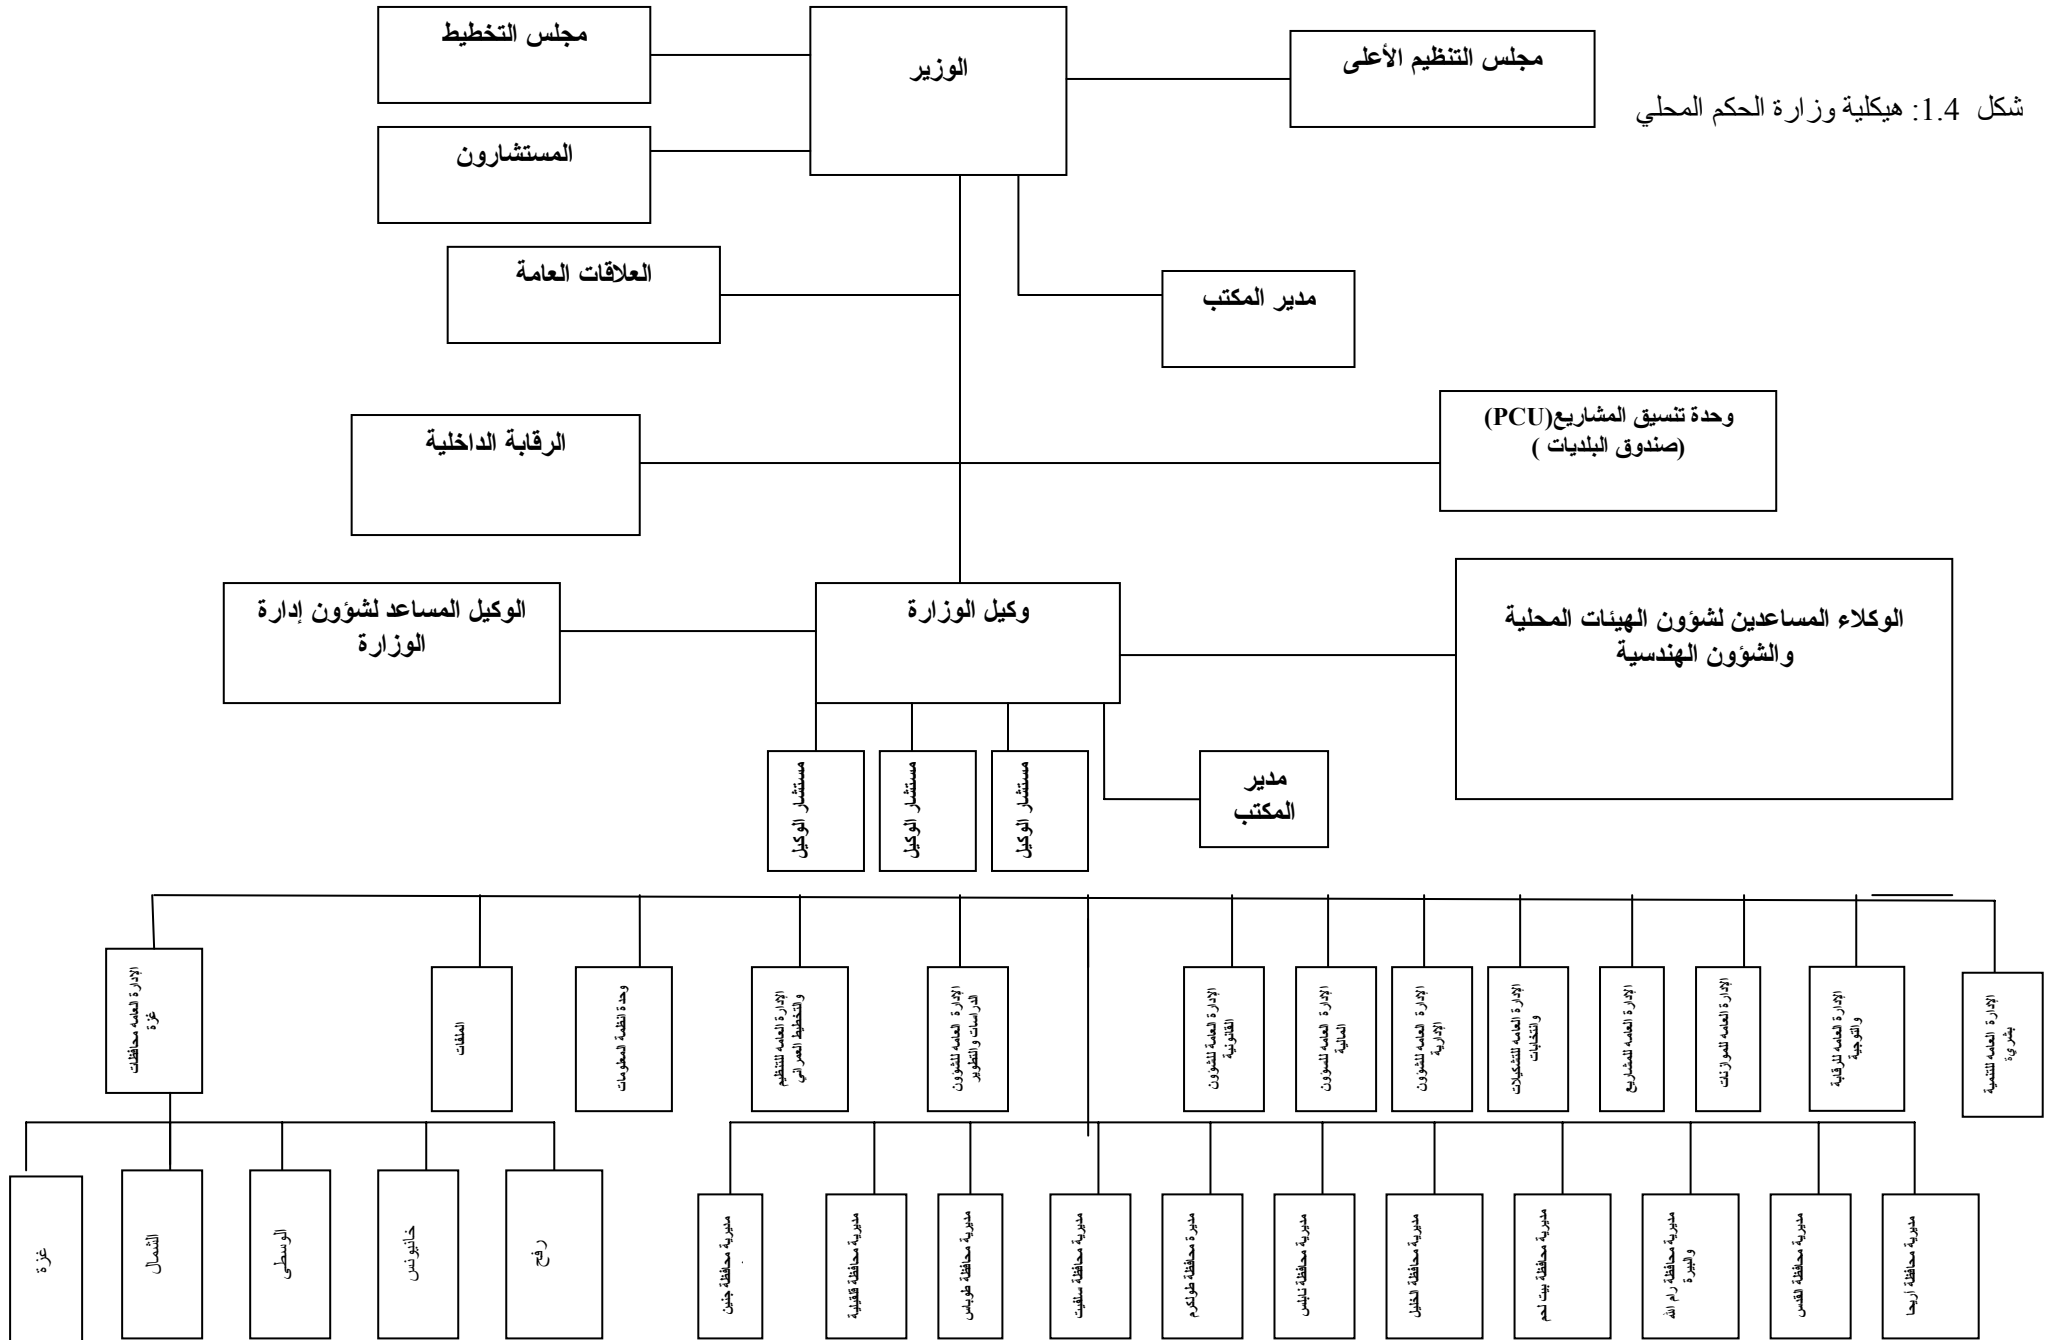 شكل 1.4: هيكلية وزارة الحكم المحلي
مجلس التنظيم الأعلى
الوزير
مجلس التخطيط
المستشارون
العلاقات العامة
مدير المكتب
وحدة تنسيق المشاريع(PCU)
(صندوق البلديات )
الرقابة الداخلية
الوكلاء المساعدين لشؤون الهيئات المحلية
والشؤون الهندسية
وكيل الوزارة
الوكيل المساعد لشؤون إدارة
الوزارة
مدير
المكتب
مستشار الوكيل
مستشار الوكيل
مستشار الوكيل
الإدارة العامه للتنمية
بشرية
الإدارة العامه للرقابة
والتوجية
الإدارة العامه للموازنات
الإدارة العامه للمشاريع
الإدارة العامه للتشكيلات
وانتخابات
الإدارة العامه للشؤون
الإدارية
الإدارة العامه للشؤون
المالية
الإدارة العامة للشؤون
القانونية
الإدارة العامه للشؤون
الدراسات والتطوير
الإدارة العامه للتنظيم
والتخطيط العمراني
وحدة انظمة المعلومات
الملفات
الإدارة العامه محافظات
غزة
مديرية محافظة أريحا
مديرية محافظة القدس
مديرية محافظة رام الله
والبيرة
مديرية محافظة بيت لحم
مديرية محافظة الخليل
مديرية محافظة نابلس
مديرة محافظة طولكرم
مديرية محافظة سلفيت
مديرية محافظة طوباس
مديرية محافظة قلقيلية
مديرية محافظة جنين
.
رفح
خانيونس
الوسطى
الشمال
غزة